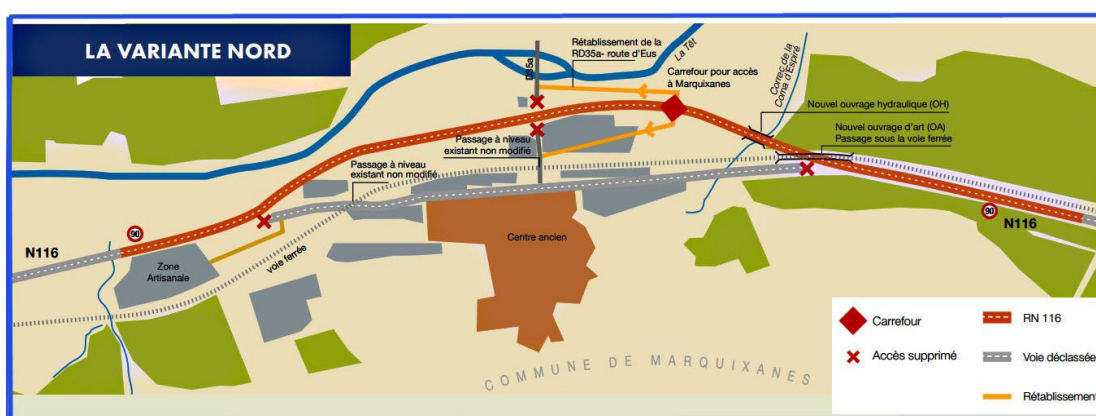 LA VARIANTE NORD
Rétablissement de la
RD35a- route d'Eus
La Têt
Carrefour pour accès
à Marquixanes
D35a
Correc de la
Coma d'Espiré
Nouvel ouvrage hydraulique (OH)
Nouvel ouvrage d'art (OA)
Passage sous la voie ferrée
Passage à niveau
existant non modifié
Passage à niveau
existant non modifié
90
N116
Zone
Artisanale
voie ferrée
Centre ancien
90
N116
COMMUNE DE MARQUIXANES
Carrefour
RN 116
Accès supprimé
Voie déclassée
Rétablissement